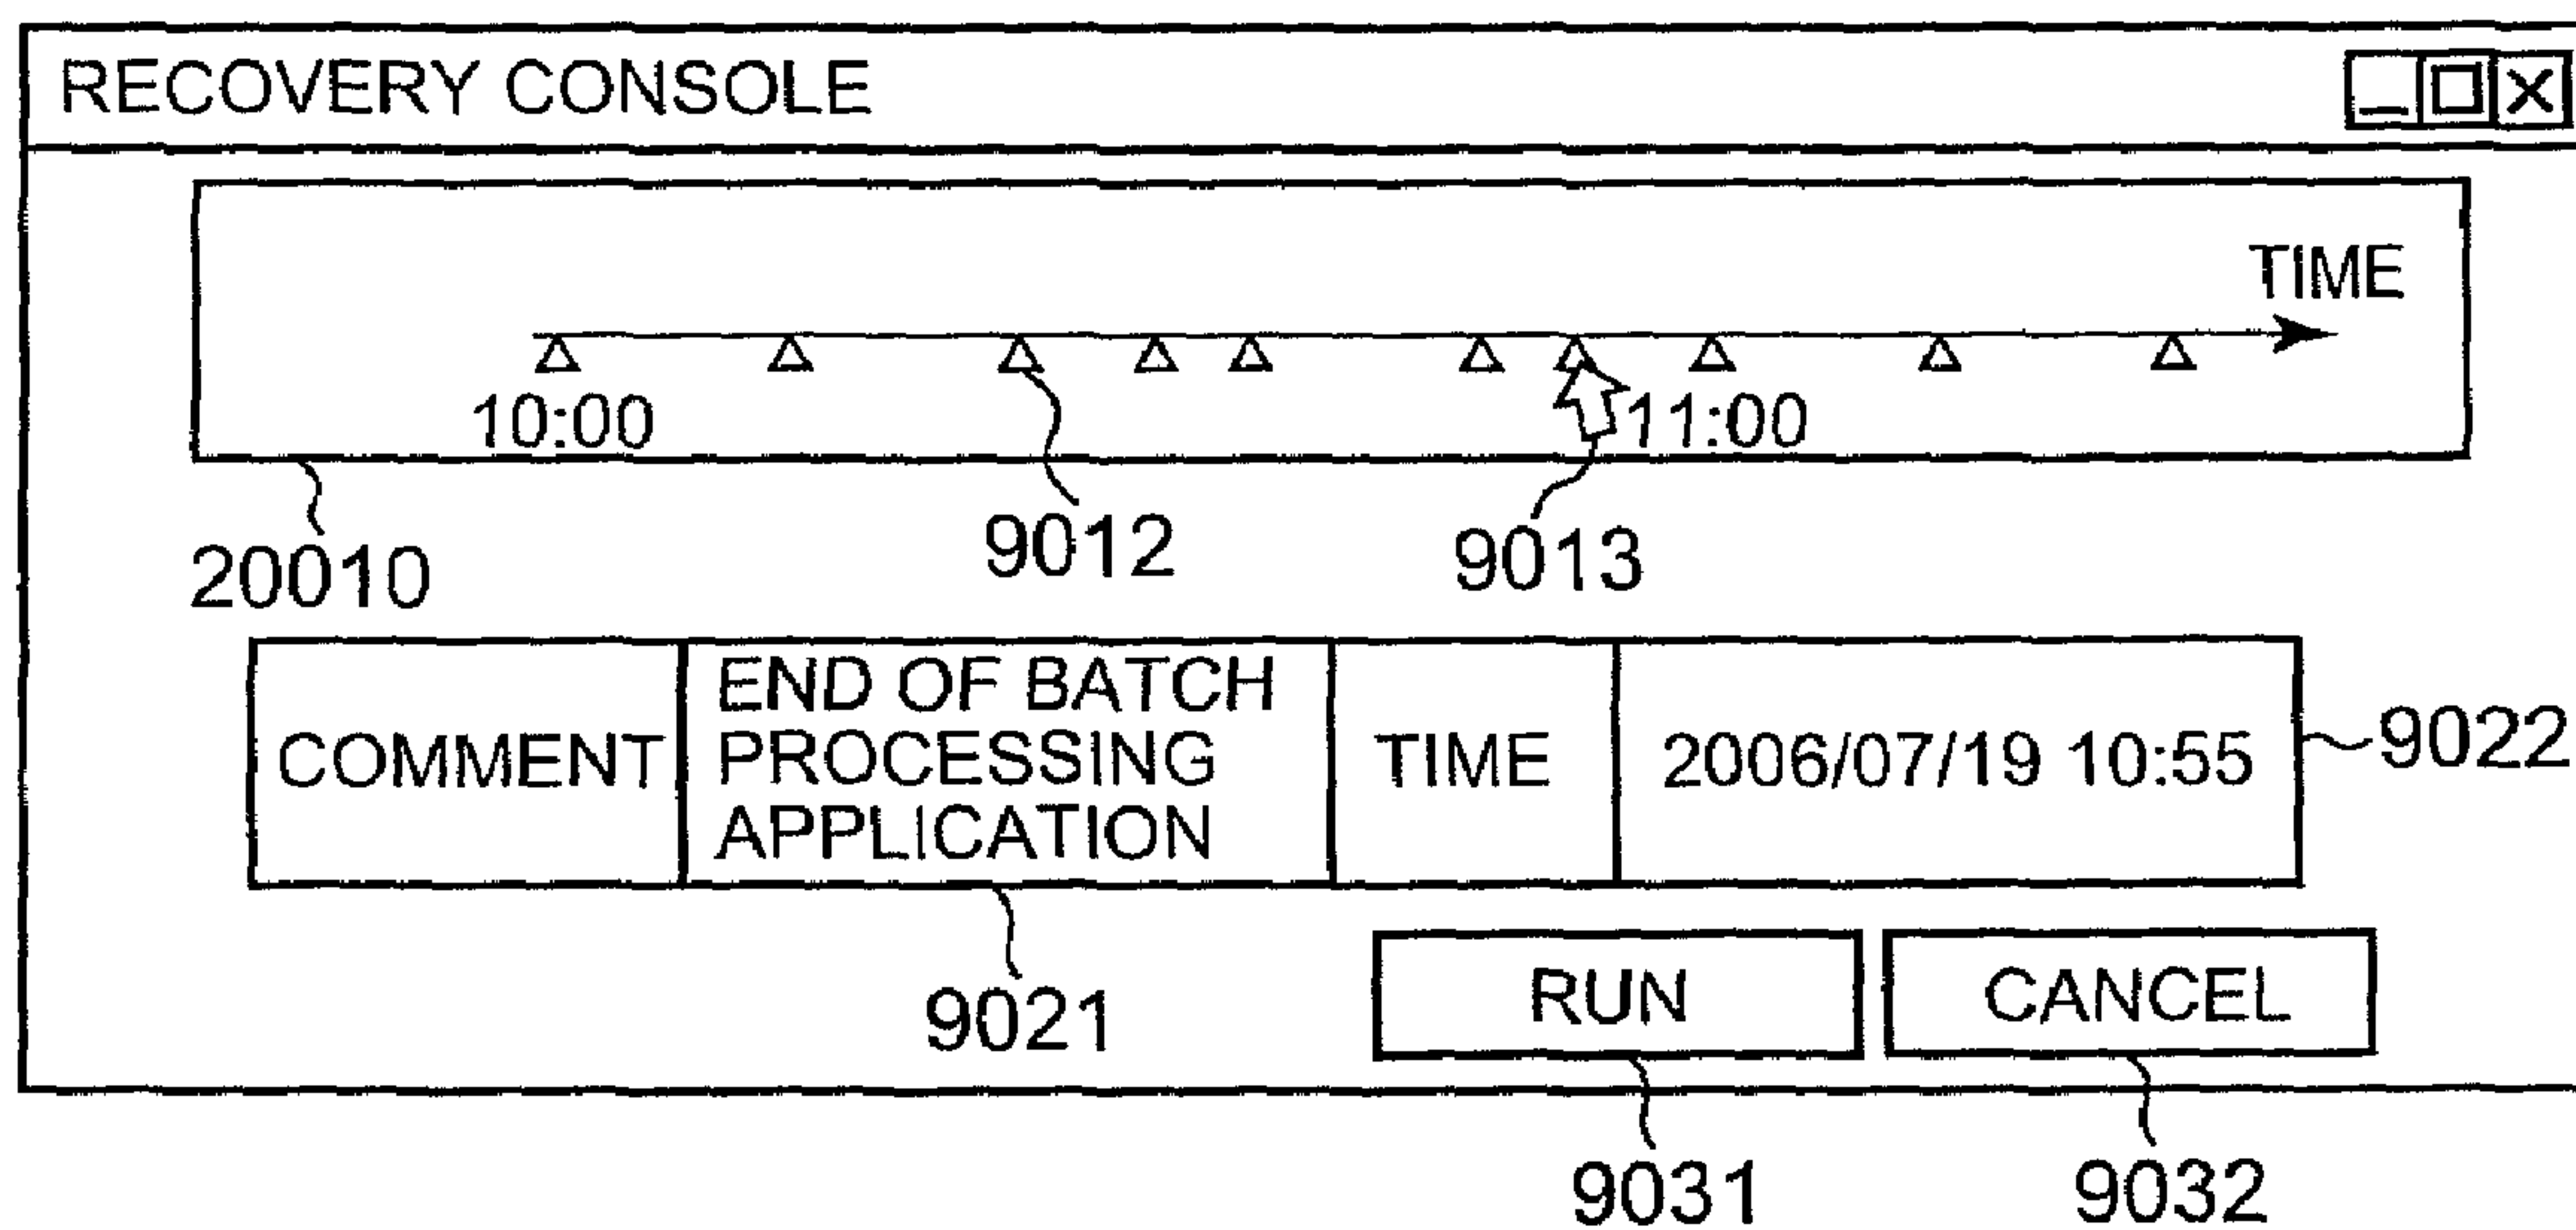 RECOVERY CONSOLE
TIME
10:00
11:00
20010
9012
9013
COMMENT
END OF BATCH
PROCESSING
APPLICATION
TIME
2006/07/19 10:55
9022
9021
RUN
CANCEL
9031
9032